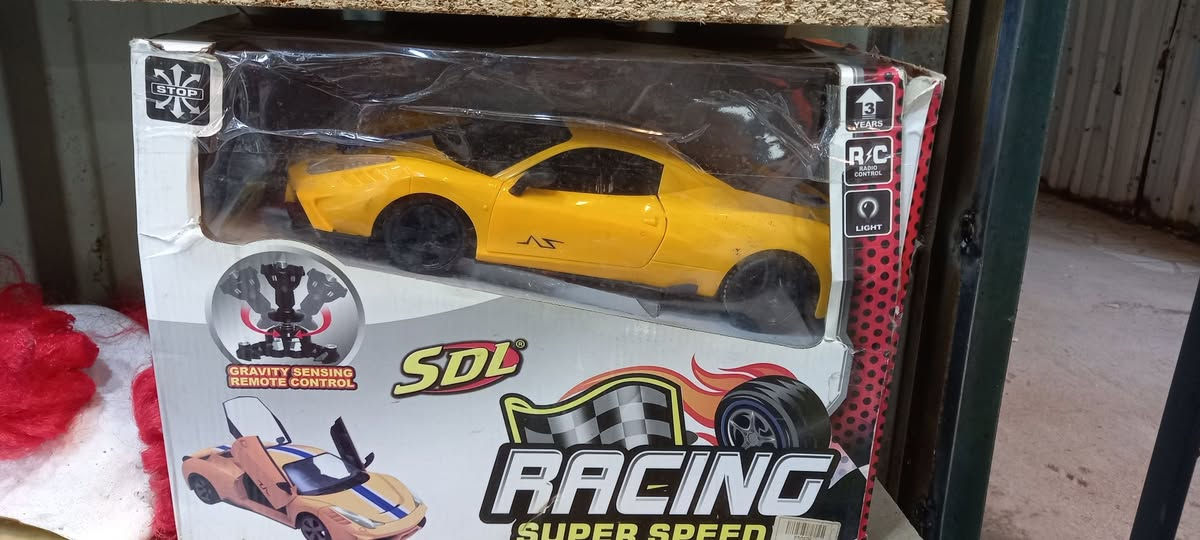 STOP
3
YEARS
R/C
RADIO
CONTROL
LIGHT
GRAVITY SENSING
REMOTE CONTROL
SDL®
RACING
SUPER SPEED